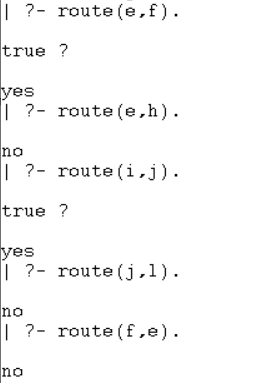 | ?- route(e,f).
true ?
yes
| ?- route(e,h).
no
| ?- route(i,j).
true ?
yes
| ?- route(j,l).
no
| ?- route(f,e).
no